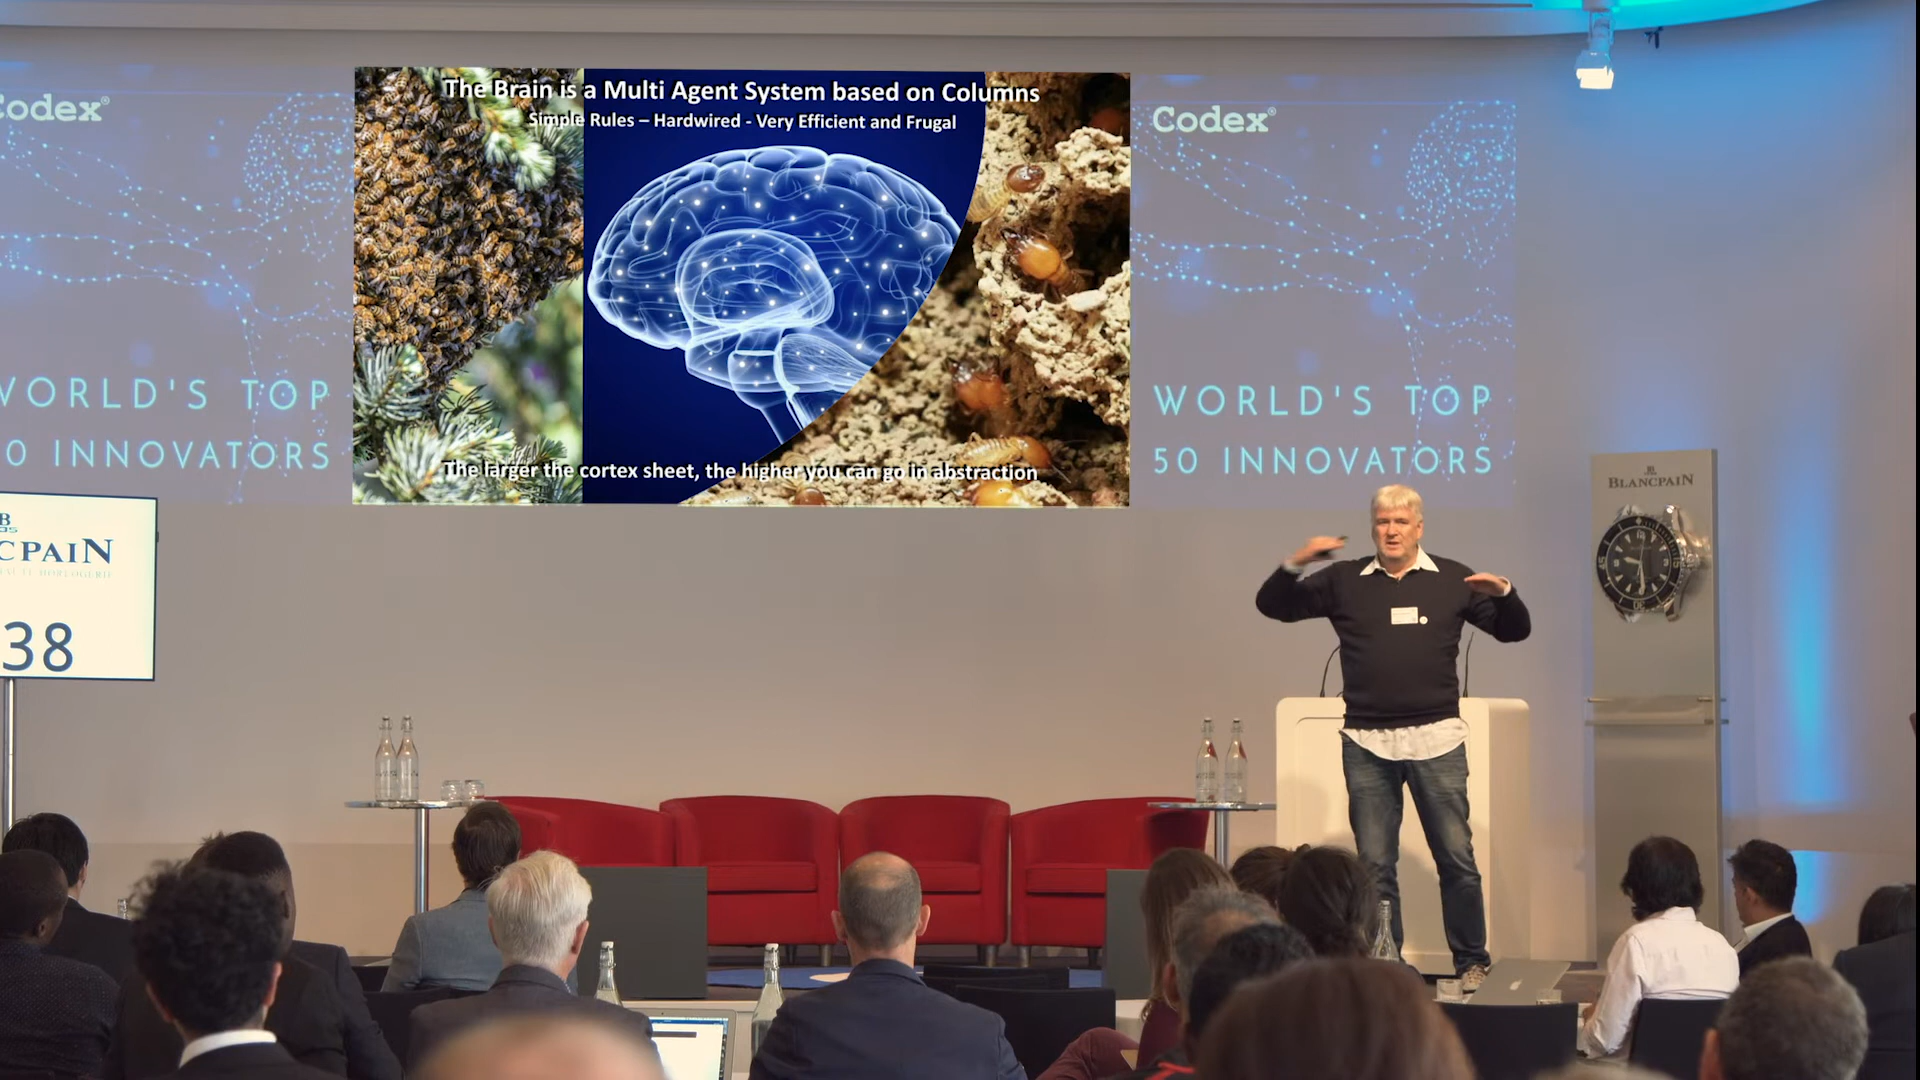 Codex®
WORLD'S TOP
0 INNOVATORS
The Brain is a Multi Agent System based on Columns
Simple Rules – Hardwired - Very Efficient and Frugal
The larger the cortex sheet, the higher you can go in abstraction
Codex®
WORLD'S TOP
50 INNOVATORS
B
CPAIN
HAUTE HORLOGERIE
38
BLANCPAIN